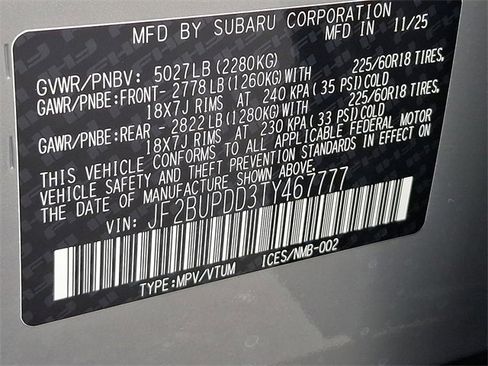 MFD BY SUBARU CORPORATION
MFD IN 11/25
GVWR/PNBV: 5027LB (2280KG)
GAWR/PNBE:FRONT- 2778 LB (1260KG) WITH 225/60R18 TIRES,
18X7J RIMS AT 240 KPA (35 PSI) COLD
GAWR/PNBE:REAR - 2822 LB (1280KG) WITH 225/60R18 TIRES,
18X7J RIMS AT 230 KPA (33 PSI) COLD
THIS VEHICLE CONFORMS TO ALL APPLICABLE FEDERAL MOTOR
VEHICLE SAFETY AND THEFT PREVENTION STANDARDS IN EFFECT ON
THE DATE OF MANUFACTURE SHOWN ABOVE.
VIN: JF2BUPDD3TY467777
TYPE:MPV/VTUM ICES/NMB-002